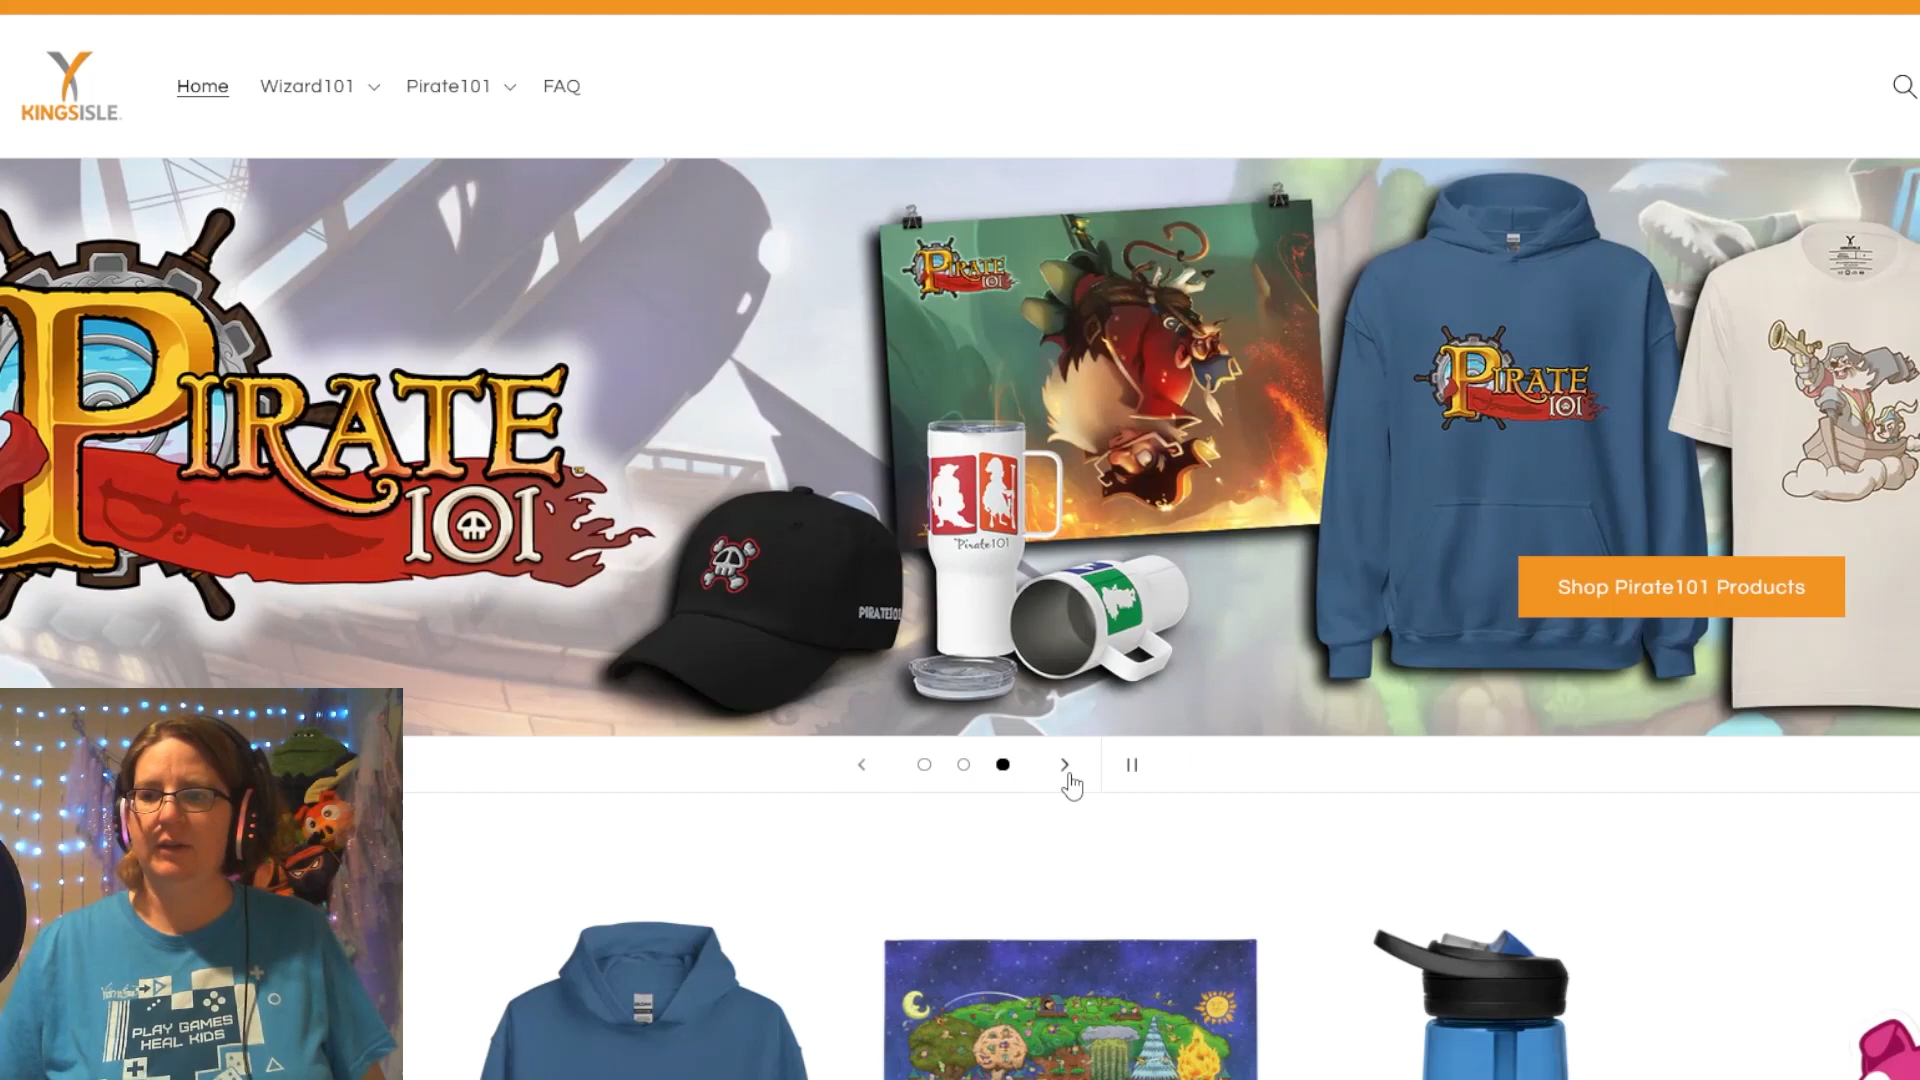 KINGSISLE
Home
Wizard101
Pirate101
FAQ
PIRATE
101
PIRATE101
PIRATE
101
Pirate101
PIRATE
101
Shop Pirate101 Products
PLAY GAMES
HEAL KIDS